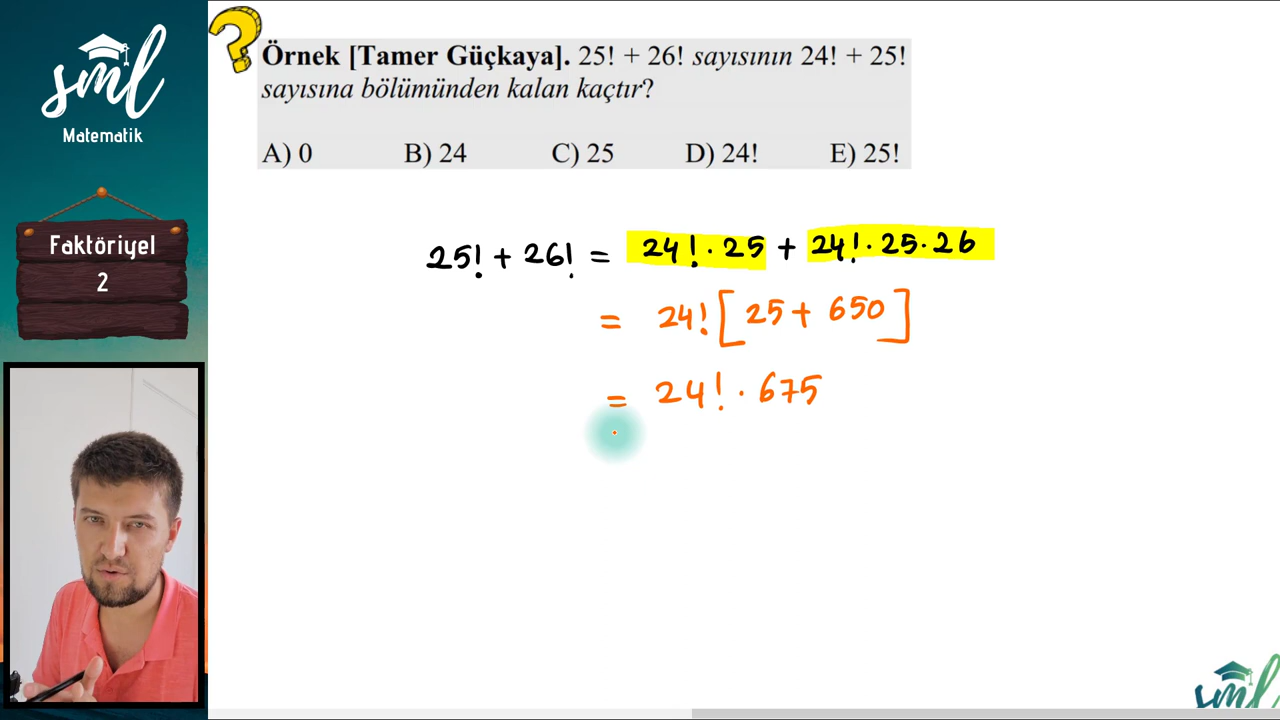 sml
Matematik
Faktöriyel
2
Örnek [Tamer Güçkaya]. 25! + 26! sayısının 24! + 25!
sayısına bölümünden kalan kaçtır?
A) 0 B) 24 C) 25 D) 24! E) 25!
25! + 26! = 24! · 25 + 24! · 25 · 26
= 24! [ 25 + 650 ]
= 24! · 675
sml